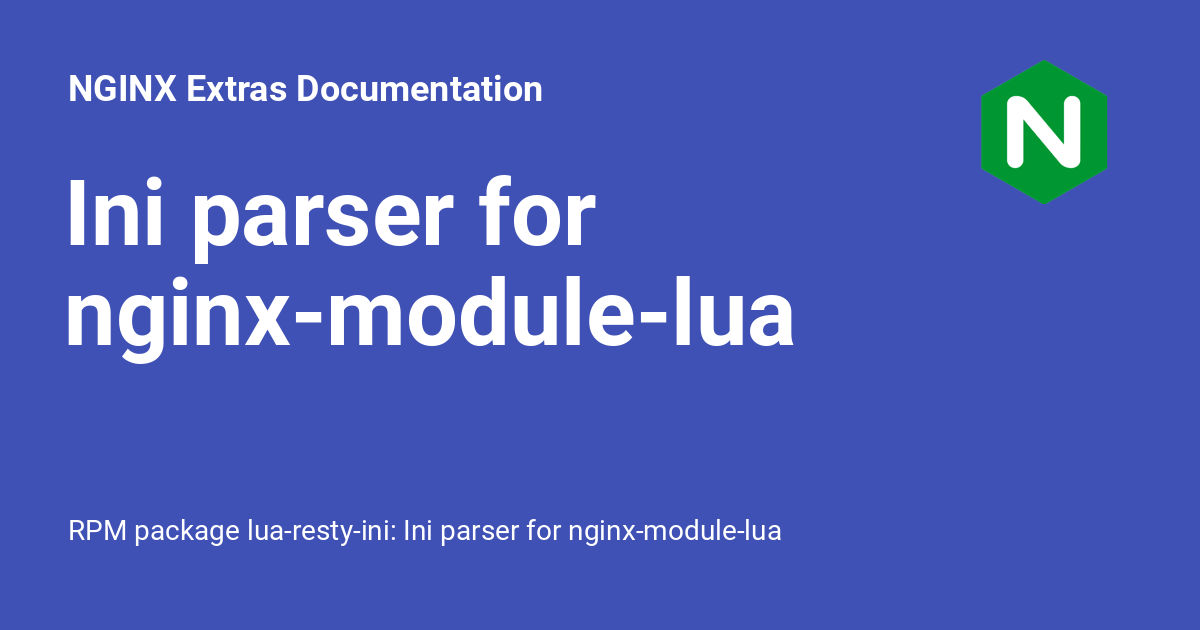 NGINX Extras Documentation
N
Ini parser for
nginx-module-lua
RPM package lua-resty-ini: Ini parser for nginx-module-lua